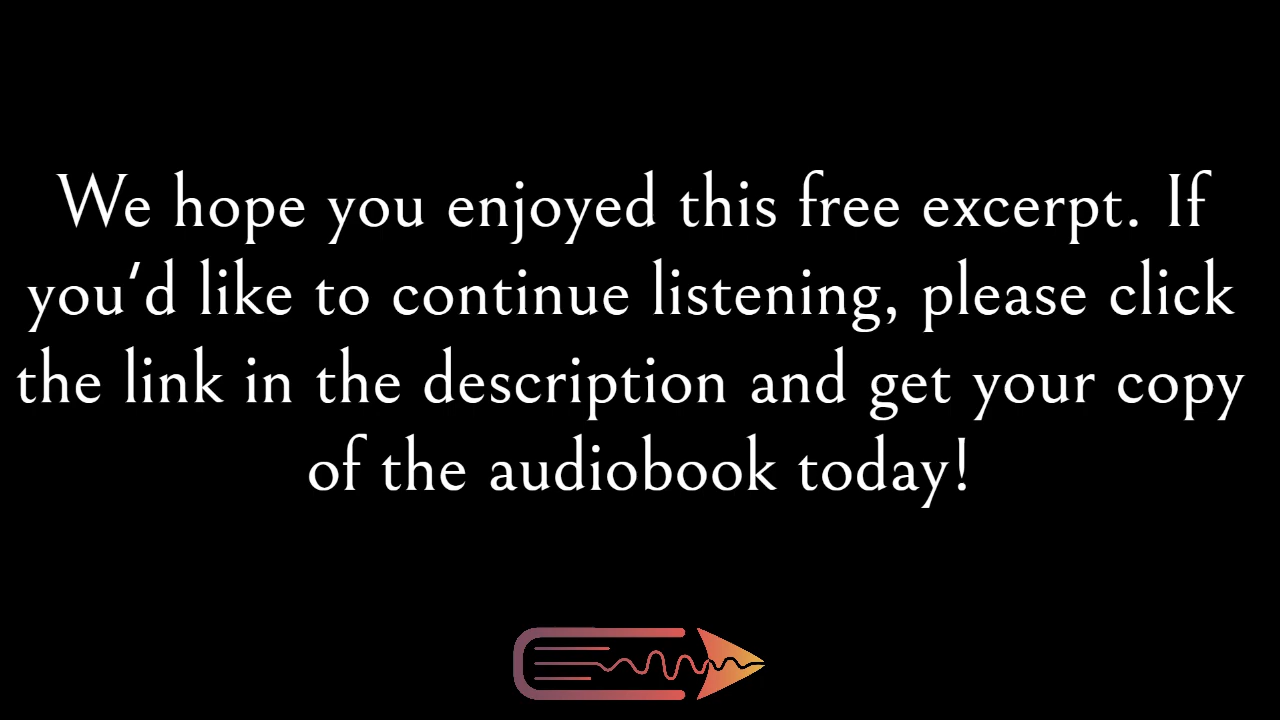 We hope you enjoyed this free excerpt. If
you'd like to continue listening, please click
the link in the description and get your copy
of the audiobook today!